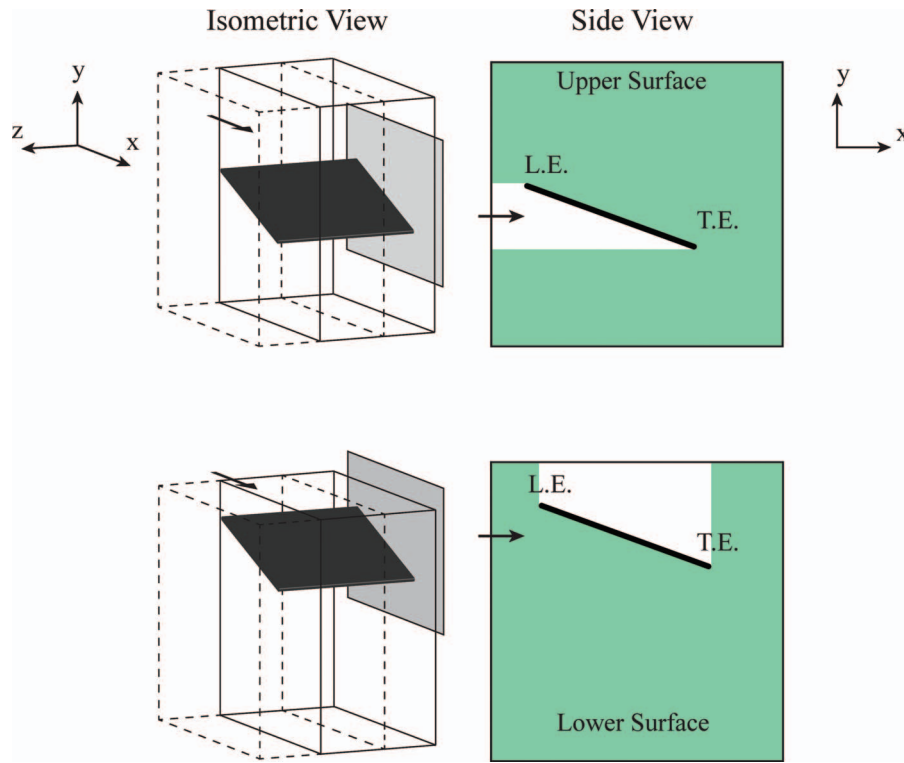 Isometric View
Side View
y
z
x
Upper Surface
L.E.
T.E.
y
x
L.E.
T.E.
Lower Surface